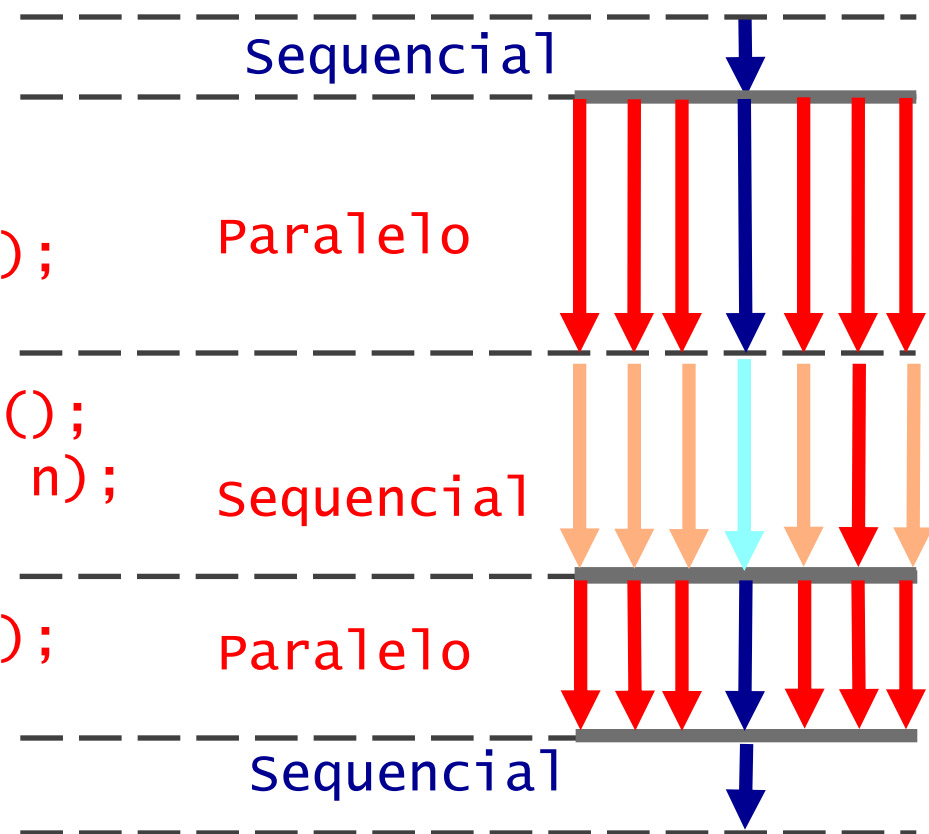 Sequencial
Paralelo
);
();
n);
Sequencial
);
Paralelo
Sequencial